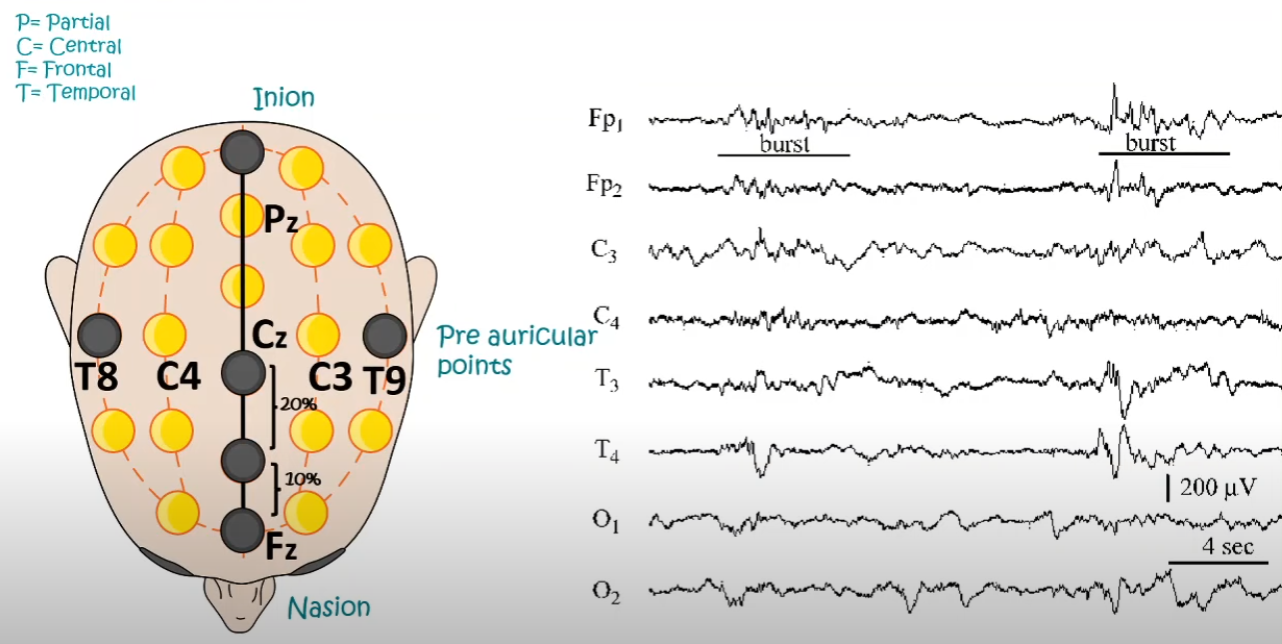 P= Partial
C= Central
F= Frontal
T= Temporal
Inion
Pz
Cz
Pre auricular
points
T8 C4 C3 T9
20%
10%
Fz
Nasion
Fp1
burst burst
Fp2
C3
C4
T3
T4
200 µV
O1
4 sec
O2